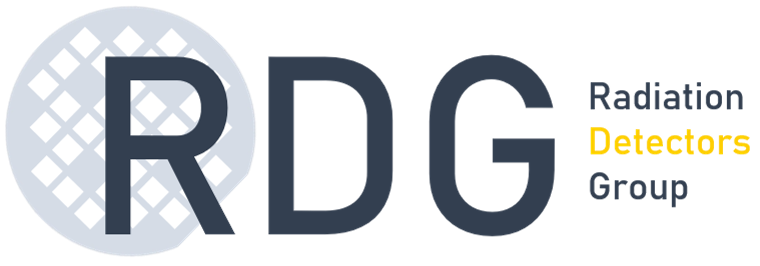 RDG
Radiation
Detectors
Group